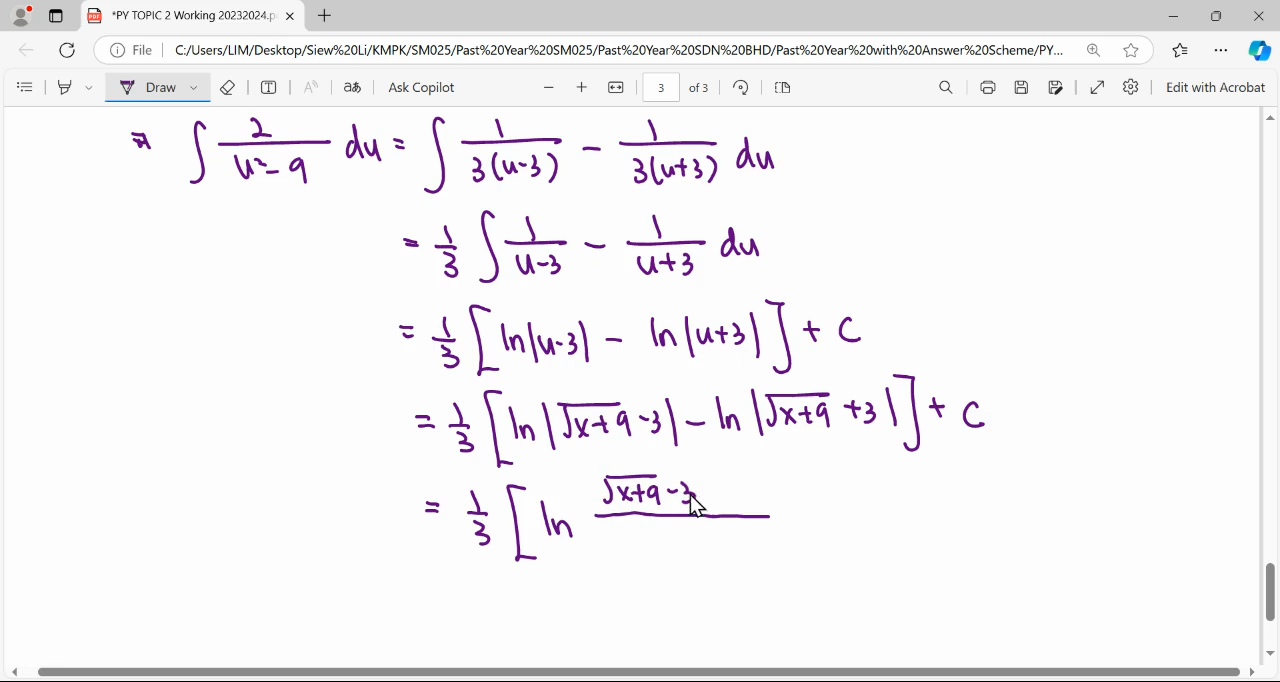 *PY TOPIC 2 Working 20232024.p
File C:/Users/LIM/Desktop/Siew%20Li/KMPK/SM025/Past%20Year%20SM025/Past%20Year%20SDN%20BHD/Past%20Year%20with%20Answer%20Scheme/PY...
Draw aあ Ask Copilot 3 of 3 Edit with Acrobat
⇒ ∫ 2/(u² - 9) du = ∫ 1/(3(u-3)) - 1/(3(u+3)) du
= 1/3 ∫ 1/(u-3) - 1/(u+3) du
= 1/3 [ln|u-3| - ln|u+3|] + C
= 1/3 [ln|√(x+9) - 3| - ln|√(x+9) + 3|] + C
= 1/3 [ln (√(x+9) - 3)/